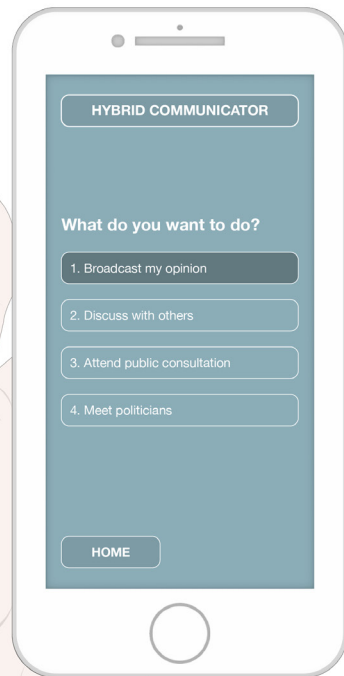 HYBRID COMMUNICATOR
What do you want to do?
1. Broadcast my opinion
2. Discuss with others
3. Attend public consultation
4. Meet politicians
HOME